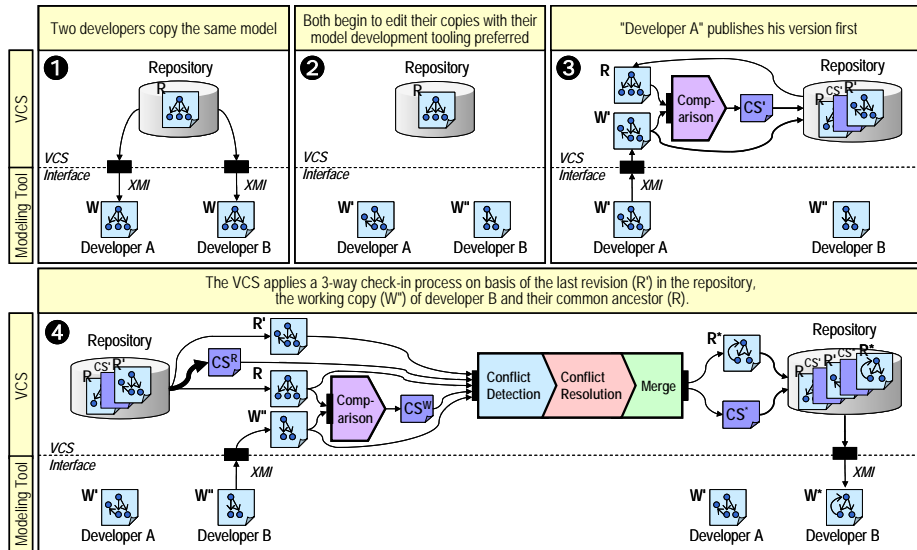 Two developers copy the same model
Both begin to edit their copies with their
model development tooling preferred
"Developer A" publishes his version first
VCS
Modeling Tool
1
Repository
R
VCS
Interface
XMI
XMI
W
W
Developer A
Developer B
2
Repository
R
W'
W"
Developer A
Developer B
3
R
W'
Comp-
arison
CS'
Repository
R
CS'
R'
VCS
Interface
XMI
W'
W"
Developer A
Developer B
The VCS applies a 3-way check-in process on basis of the last revision (R') in the repository,
the working copy (W") of developer B and their common ancestor (R).
VCS
Modeling Tool
4
Repository
R
CS'
R'
R'
CS^R
R
W"
Comp-
arison
CS^W
Conflict
Detection
Conflict
Resolution
Merge
R*
CS*
Repository
R
CS'
R'
CS*
R*
VCS
Interface
XMI
XMI
W'
W"
W'
W*
Developer A
Developer B
Developer A
Developer B